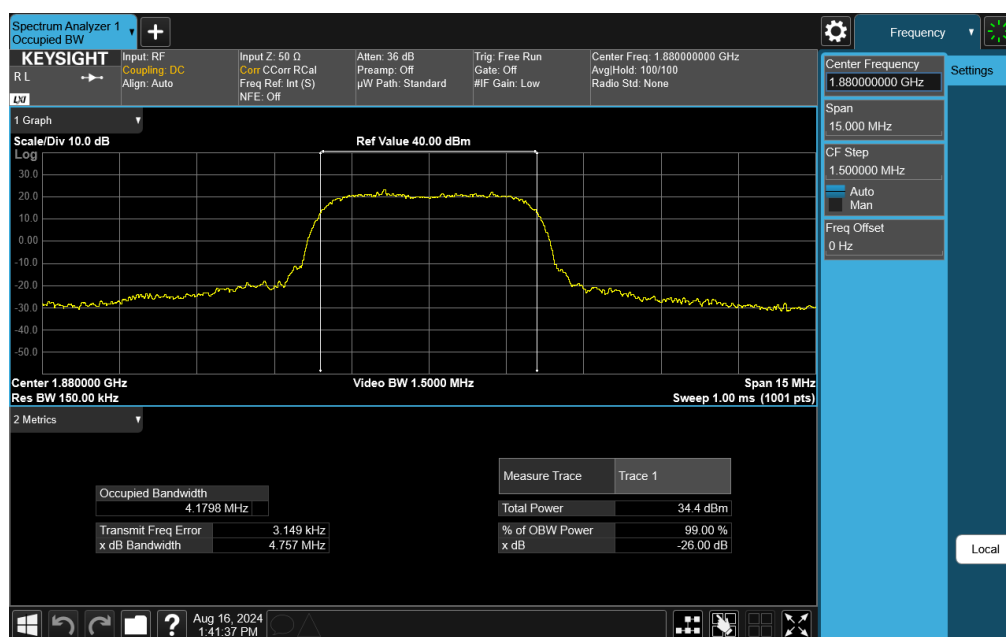 Spectrum Analyzer 1
Occupied BW
Frequency
KEYSIGHT
R L
LXI
Input: RF
Coupling: DC
Align: Auto
Input Z: 50 Ω
Corr CCorr RCal
Freq Ref: Int (S)
NFE: Off
Atten: 36 dB
Preamp: Off
µW Path: Standard
Trig: Free Run
Gate: Off
#IF Gain: Low
Center Freq: 1.880000000 GHz
Avg|Hold: 100/100
Radio Std: None
Center Frequency
1.880000000 GHz
Settings
Span
15.000 MHz
CF Step
1.500000 MHz
Auto
Man
Freq Offset
0 Hz
Local
1 Graph
Scale/Div 10.0 dB
Ref Value 40.00 dBm
Log
30.0
20.0
10.0
0.00
-10.0
-20.0
-30.0
-40.0
-50.0
Center 1.880000 GHz
Video BW 1.5000 MHz
Span 15 MHz
Res BW 150.00 kHz
Sweep 1.00 ms (1001 pts)
2 Metrics
Occupied Bandwidth
4.1798 MHz
Transmit Freq Error 3.149 kHz
x dB Bandwidth 4.757 MHz
Measure Trace Trace 1
Total Power 34.4 dBm
% of OBW Power 99.00 %
x dB -26.00 dB
?
Aug 16, 2024
1:41:37 PM